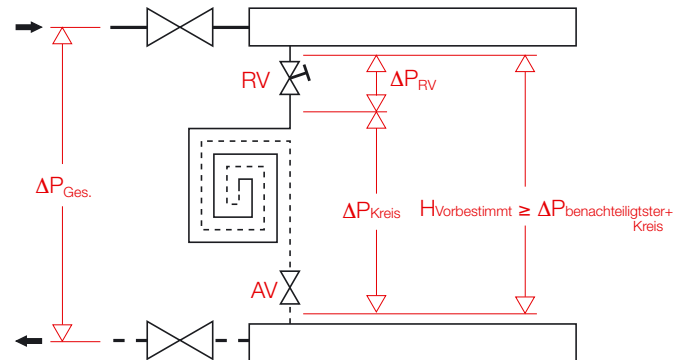 RV
ΔPRV
ΔPGes.
ΔPKreis
HVorbestimmt ≥ ΔPbenachteiligtster+
Kreis
AV